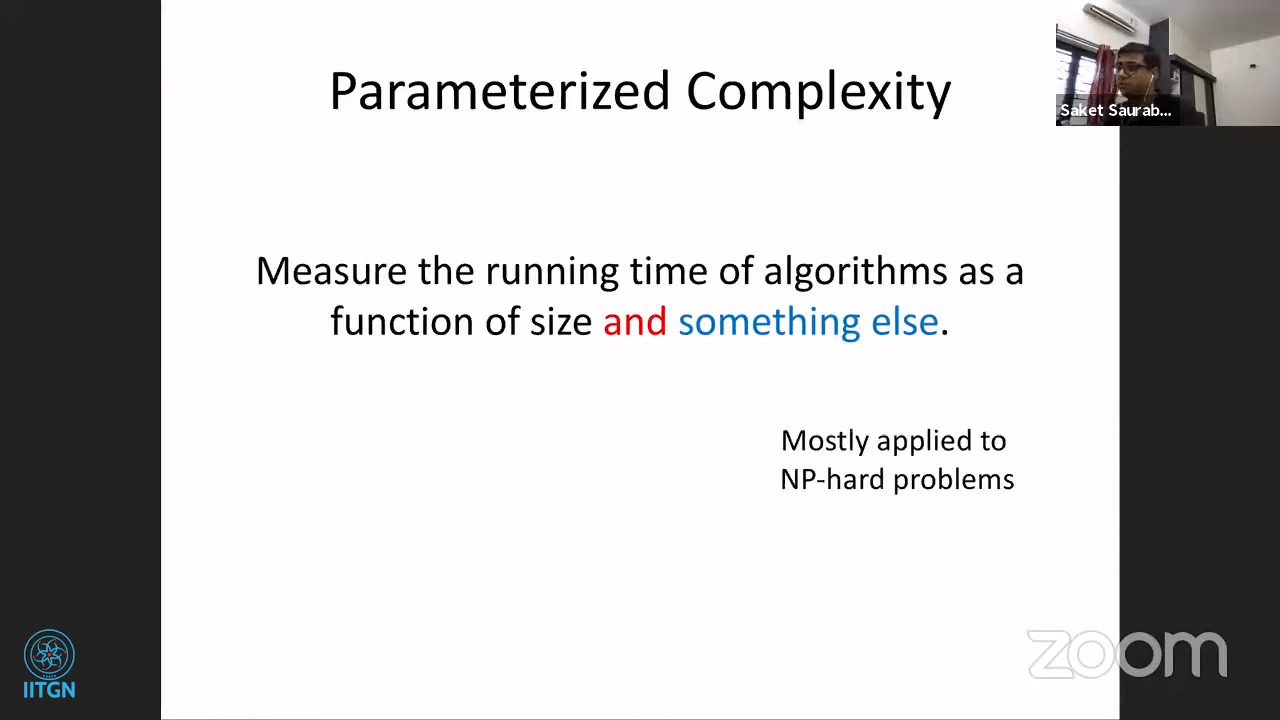 Parameterized Complexity
Saket Saurab...
Measure the running time of algorithms as a
function of size and something else.
Mostly applied to
NP-hard problems
IITGN
zoom